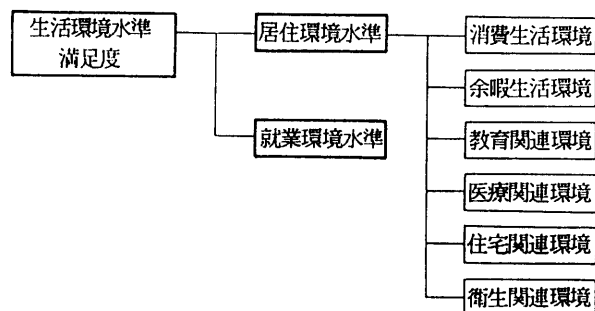 生活環境水準
満足度
居住環境水準
就業環境水準
消費生活環境
余暇生活環境
教育関連環境
医療関連環境
住宅関連環境
衛生関連環境